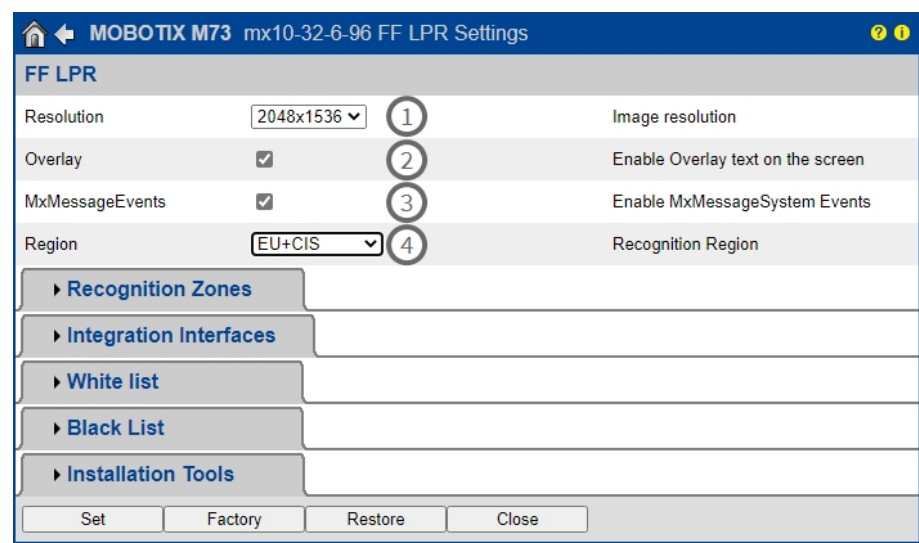 MOBOTIX M73 mx10-32-6-96 FF LPR Settings ? i
FF LPR
Resolution 2048x1536 1 Image resolution
Overlay 2 Enable Overlay text on the screen
MxMessageEvents 3 Enable MxMessageSystem Events
Region EU+CIS 4 Recognition Region
Recognition Zones
Integration Interfaces
White list
Black List
Installation Tools
Set Factory Restore Close